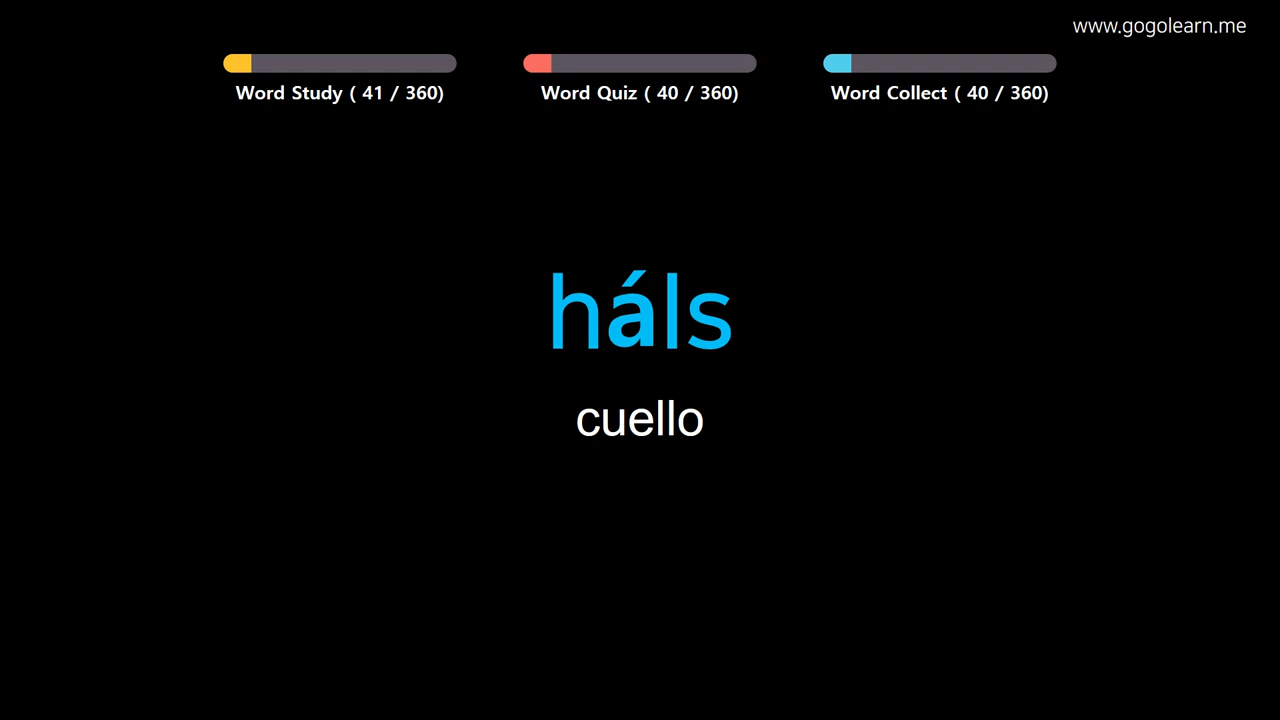 www.gogolearn.me
Word Study ( 41 / 360)
Word Quiz ( 40 / 360)
Word Collect ( 40 / 360)
háls
cuello